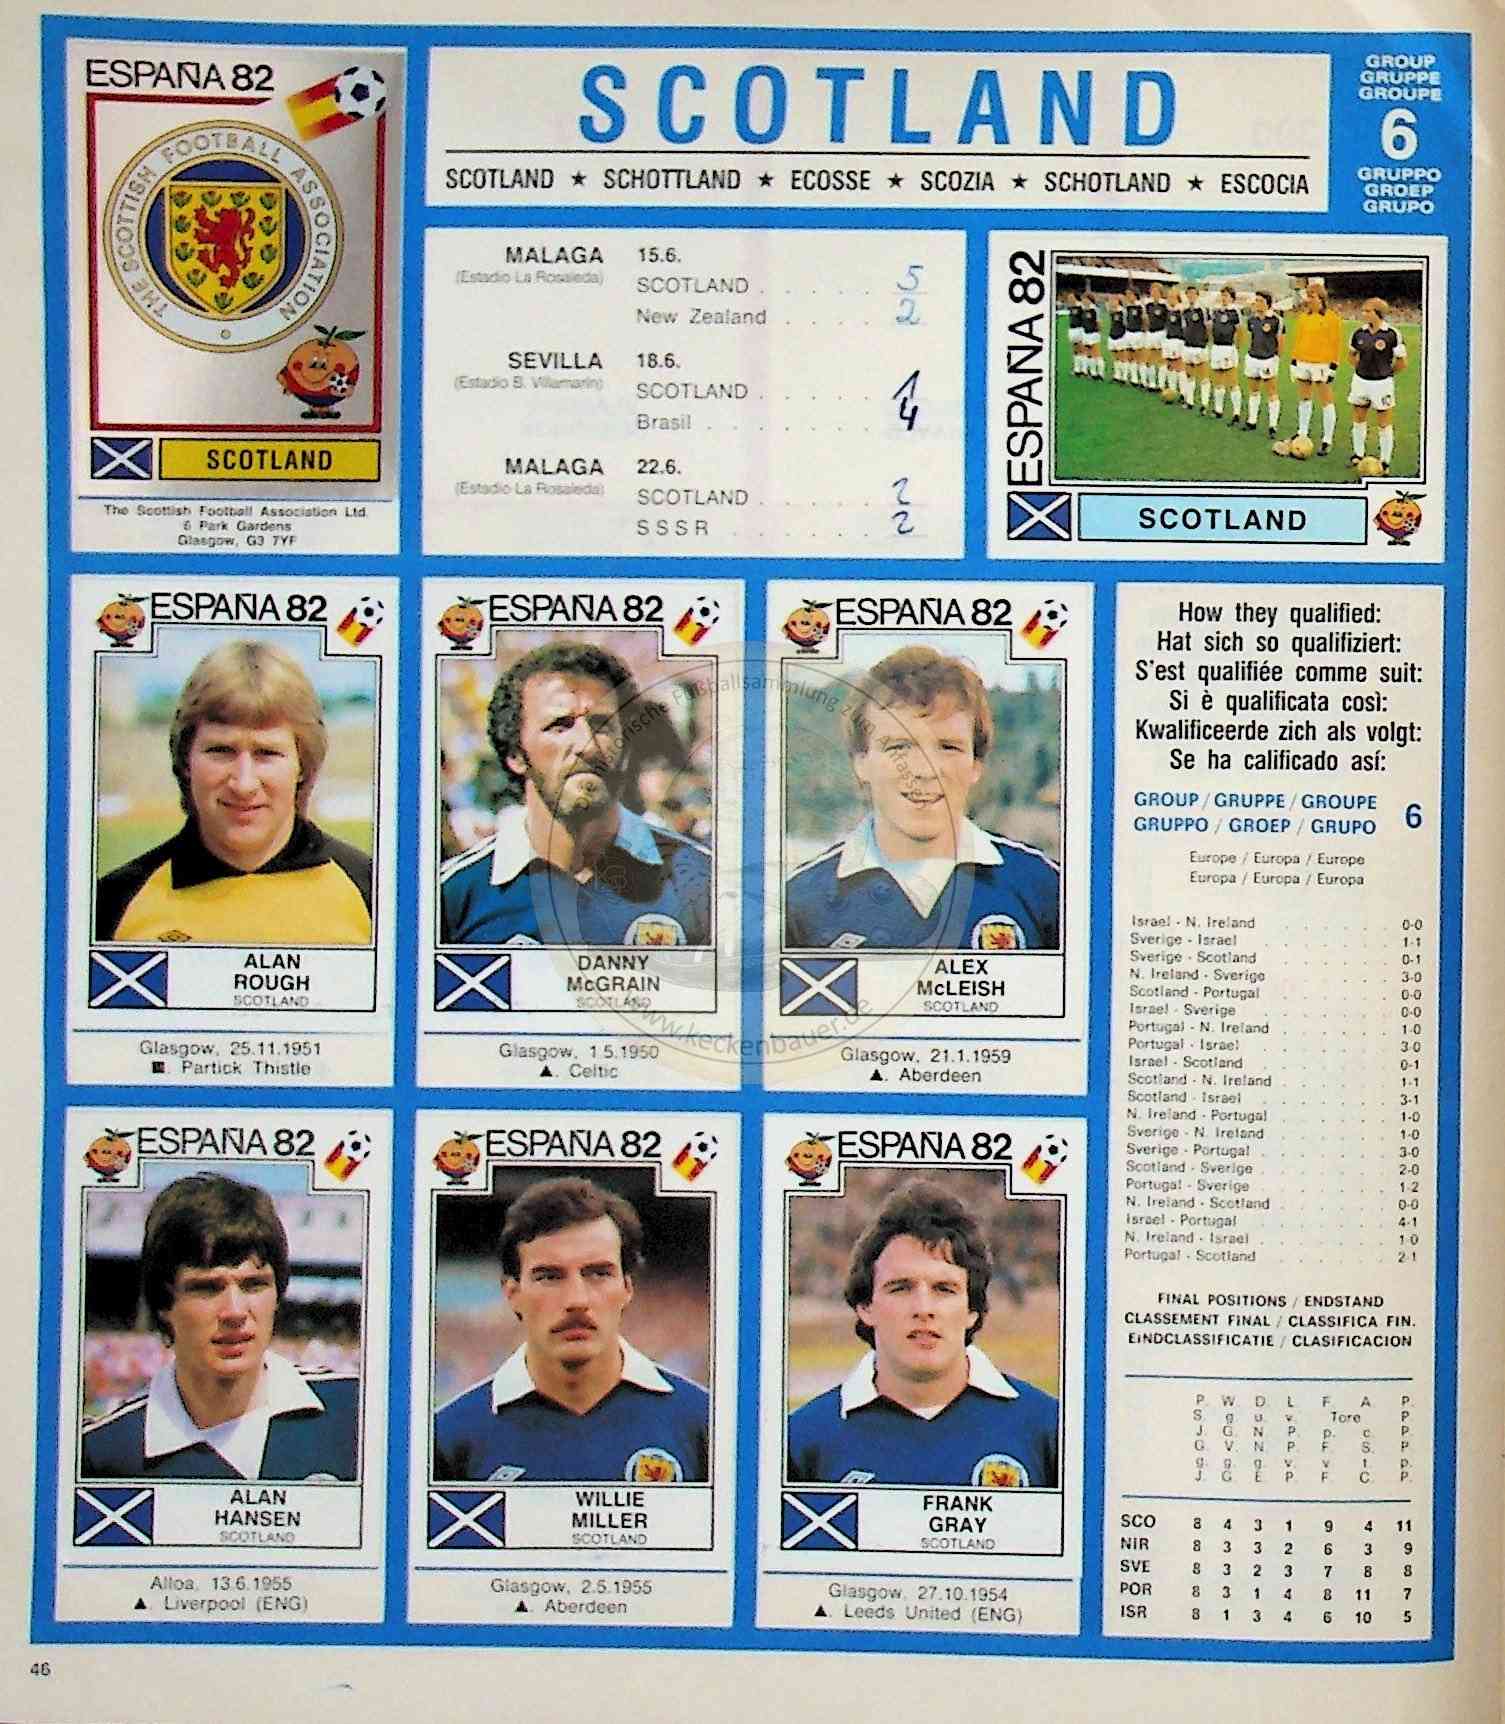 ESPAÑA 82
THE SCOTTISH FOOTBALL ASSOCIATION
SCOTLAND
The Scottish Football Association Ltd.
6 Park Gardens
Glasgow, G3 7YF
SCOTLAND
SCOTLAND ★ SCHOTTLAND ★ ECOSSE ★ SCOZIA ★ SCHOTLAND ★ ESCOCIA
GROUP
GRUPPE
GROUPE
6
GRUPPO
GROEP
GRUPO
MALAGA 15.6.
(Estadio La Rosaleda) SCOTLAND . . . . . 5
New Zealand . . . . 2
SEVILLA 18.6.
(Estadio B. Villamarin) SCOTLAND . . . . . 1
Brasil . . . . . . . 4
MALAGA 22.6.
(Estadio La Rosaleda) SCOTLAND . . . . . 2
SSSR . . . . . . 2
ESPAÑA 82
SCOTLAND
ESPAÑA 82
ALAN
ROUGH
SCOTLAND
Glasgow, 25.11.1951
■. Partick Thistle
ESPAÑA 82
DANNY
McGRAIN
SCOTLAND
Glasgow, 1.5.1950
▲. Celtic
ESPAÑA 82
ALEX
McLEISH
SCOTLAND
Glasgow, 21.1.1959
▲. Aberdeen
www.keckenbauer.de
ESPAÑA 82
ALAN
HANSEN
SCOTLAND
Alloa, 13.6.1955
▲. Liverpool (ENG)
ESPAÑA 82
WILLIE
MILLER
SCOTLAND
Glasgow, 2.5.1955
▲. Aberdeen
ESPAÑA 82
FRANK
GRAY
SCOTLAND
Glasgow, 27.10.1954
▲. Leeds United (ENG)
How they qualified:
Hat sich so qualifiziert:
S'est qualifiée comme suit:
Si è qualificata così:
Kwalificeerde zich als volgt:
Se ha calificado así:
GROUP / GRUPPE / GROUPE
GRUPPO / GROEP / GRUPO 6
Europe / Europa / Europe
Europa / Europa / Europa
Israel - N. Ireland 0-0
Sverige - Israel 1-1
Sverige - Scotland 0-1
N. Ireland - Sverige 3-0
Scotland - Portugal 0-0
Israel - Sverige 0-0
Portugal - N. Ireland 1-0
Portugal - Israel 3-0
Israel - Scotland 0-1
Scotland - N. Ireland 1-1
Scotland - Israel 3-1
N. Ireland - Portugal 1-0
Sverige - N. Ireland 1-0
Sverige - Portugal 3-0
Scotland - Sverige 2-0
Portugal - Sverige 1-2
N. Ireland - Scotland 0-0
Israel - Portugal 4-1
N. Ireland - Israel 1-0
Portugal - Scotland 2-1
FINAL POSITIONS / ENDSTAND
CLASSEMENT FINAL / CLASSIFICA FIN.
EINDCLASSIFICATIE / CLASIFICACION
P. W. D. L. F. A. P.
S. g. u. v. Tore P.
J. G. N. P. p. c. P.
G. V. N. P. F. S. P.
g. g. g. v. v. t. p.
J. G. E. P. F. C. P.
SCO 8 4 3 1 9 4 11
NIR 8 3 3 2 6 3 9
SVE 8 3 2 3 7 8 8
POR 8 3 1 4 8 11 7
ISR 8 1 3 4 6 10 5
46